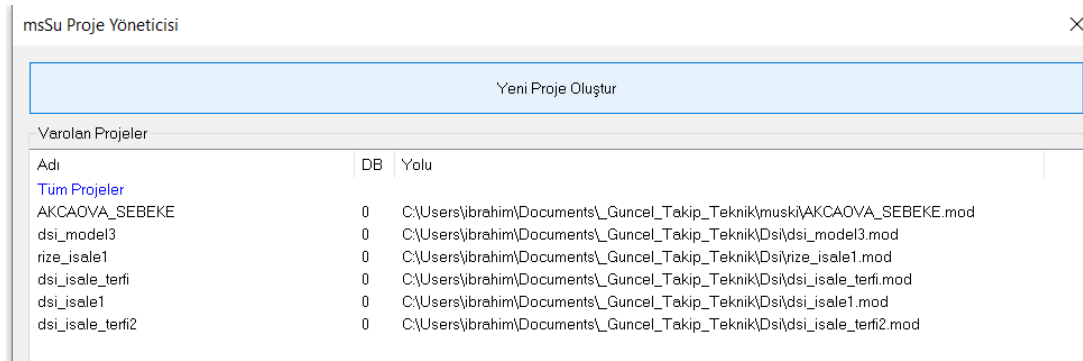 msSu Proje Yöneticisi
Yeni Proje Oluştur
Varolan Projeler
Adı DB Yolu
Tüm Projeler
AKCAOVA_SEBEKE 0 C:\Users\ibrahim\Documents\_Guncel_Takip_Teknik\muski\AKCAOVA_SEBEKE.mod
dsi_model3 0 C:\Users\ibrahim\Documents\_Guncel_Takip_Teknik\Dsi\dsi_model3.mod
rize_isale1 0 C:\Users\ibrahim\Documents\_Guncel_Takip_Teknik\Dsi\rize_isale1.mod
dsi_isale_terfi 0 C:\Users\ibrahim\Documents\_Guncel_Takip_Teknik\Dsi\dsi_isale_terfi.mod
dsi_isale1 0 C:\Users\ibrahim\Documents\_Guncel_Takip_Teknik\Dsi\dsi_isale1.mod
dsi_isale_terfi2 0 C:\Users\ibrahim\Documents\_Guncel_Takip_Teknik\Dsi\dsi_isale_terfi2.mod